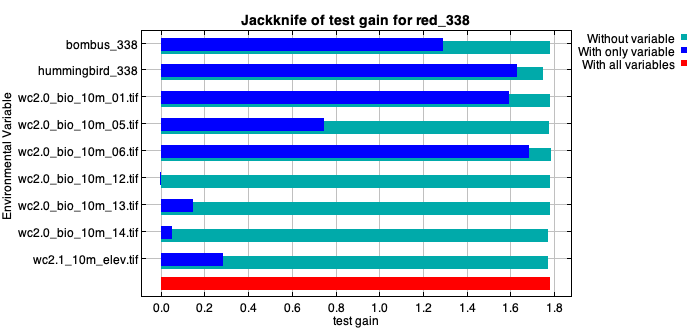 Jackknife of test gain for red_338
Without variable
With only variable
With all variables
Environmental Variable
bombus_338
hummingbird_338
wc2.0_bio_10m_01.tif
wc2.0_bio_10m_05.tif
wc2.0_bio_10m_06.tif
wc2.0_bio_10m_12.tif
wc2.0_bio_10m_13.tif
wc2.0_bio_10m_14.tif
wc2.1_10m_elev.tif
0.0 0.2 0.4 0.6 0.8 1.0 1.2 1.4 1.6 1.8
test gain